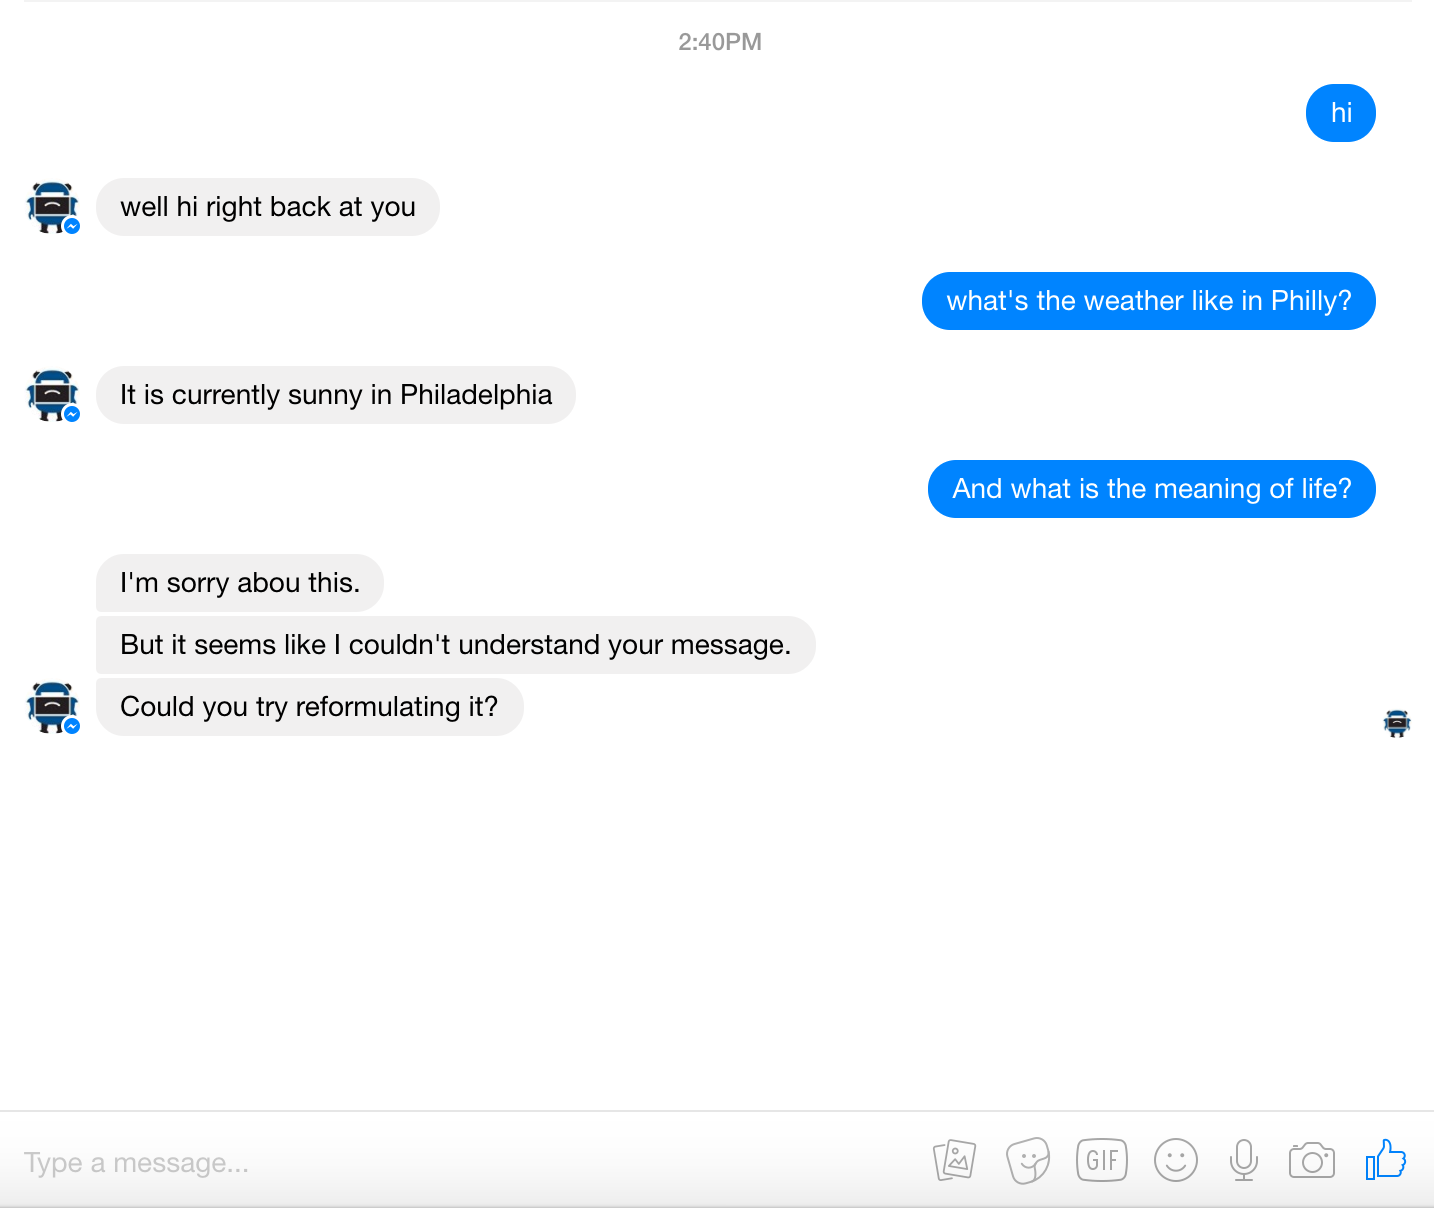 2:40PM
hi
well hi right back at you
what's the weather like in Philly?
It is currently sunny in Philadelphia
And what is the meaning of life?
I'm sorry abou this.
But it seems like I couldn't understand your message.
Could you try reformulating it?
Type a message...
GIF